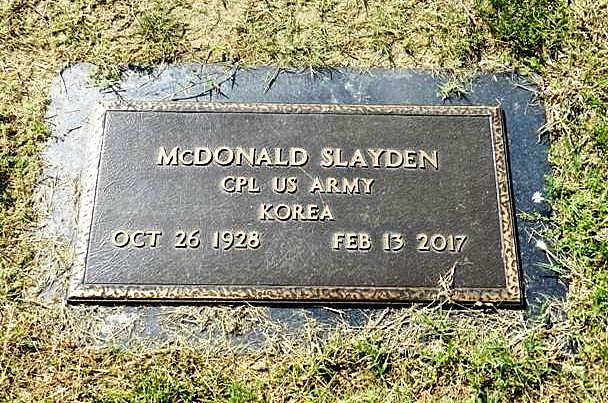 McDONALD SLAYDEN
CPL US ARMY
KOREA
OCT 26 1928 FEB 13 2017